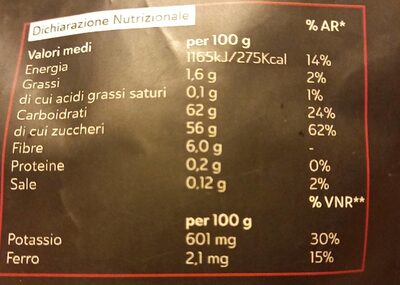 Dichiarazione Nutrizionale
% AR*
Valori medi per 100 g
Energia 1165kJ/275Kcal 14%
Grassi 1,6 g 2%
di cui acidi grassi saturi 0,1 g 1%
Carboidrati 62 g 24%
di cui zuccheri 56 g 62%
Fibre 6,0 g -
Proteine 0,2 g 0%
Sale 0,12 g 2%
% VNR**
per 100 g
Potassio 601 mg 30%
Ferro 2,1 mg 15%